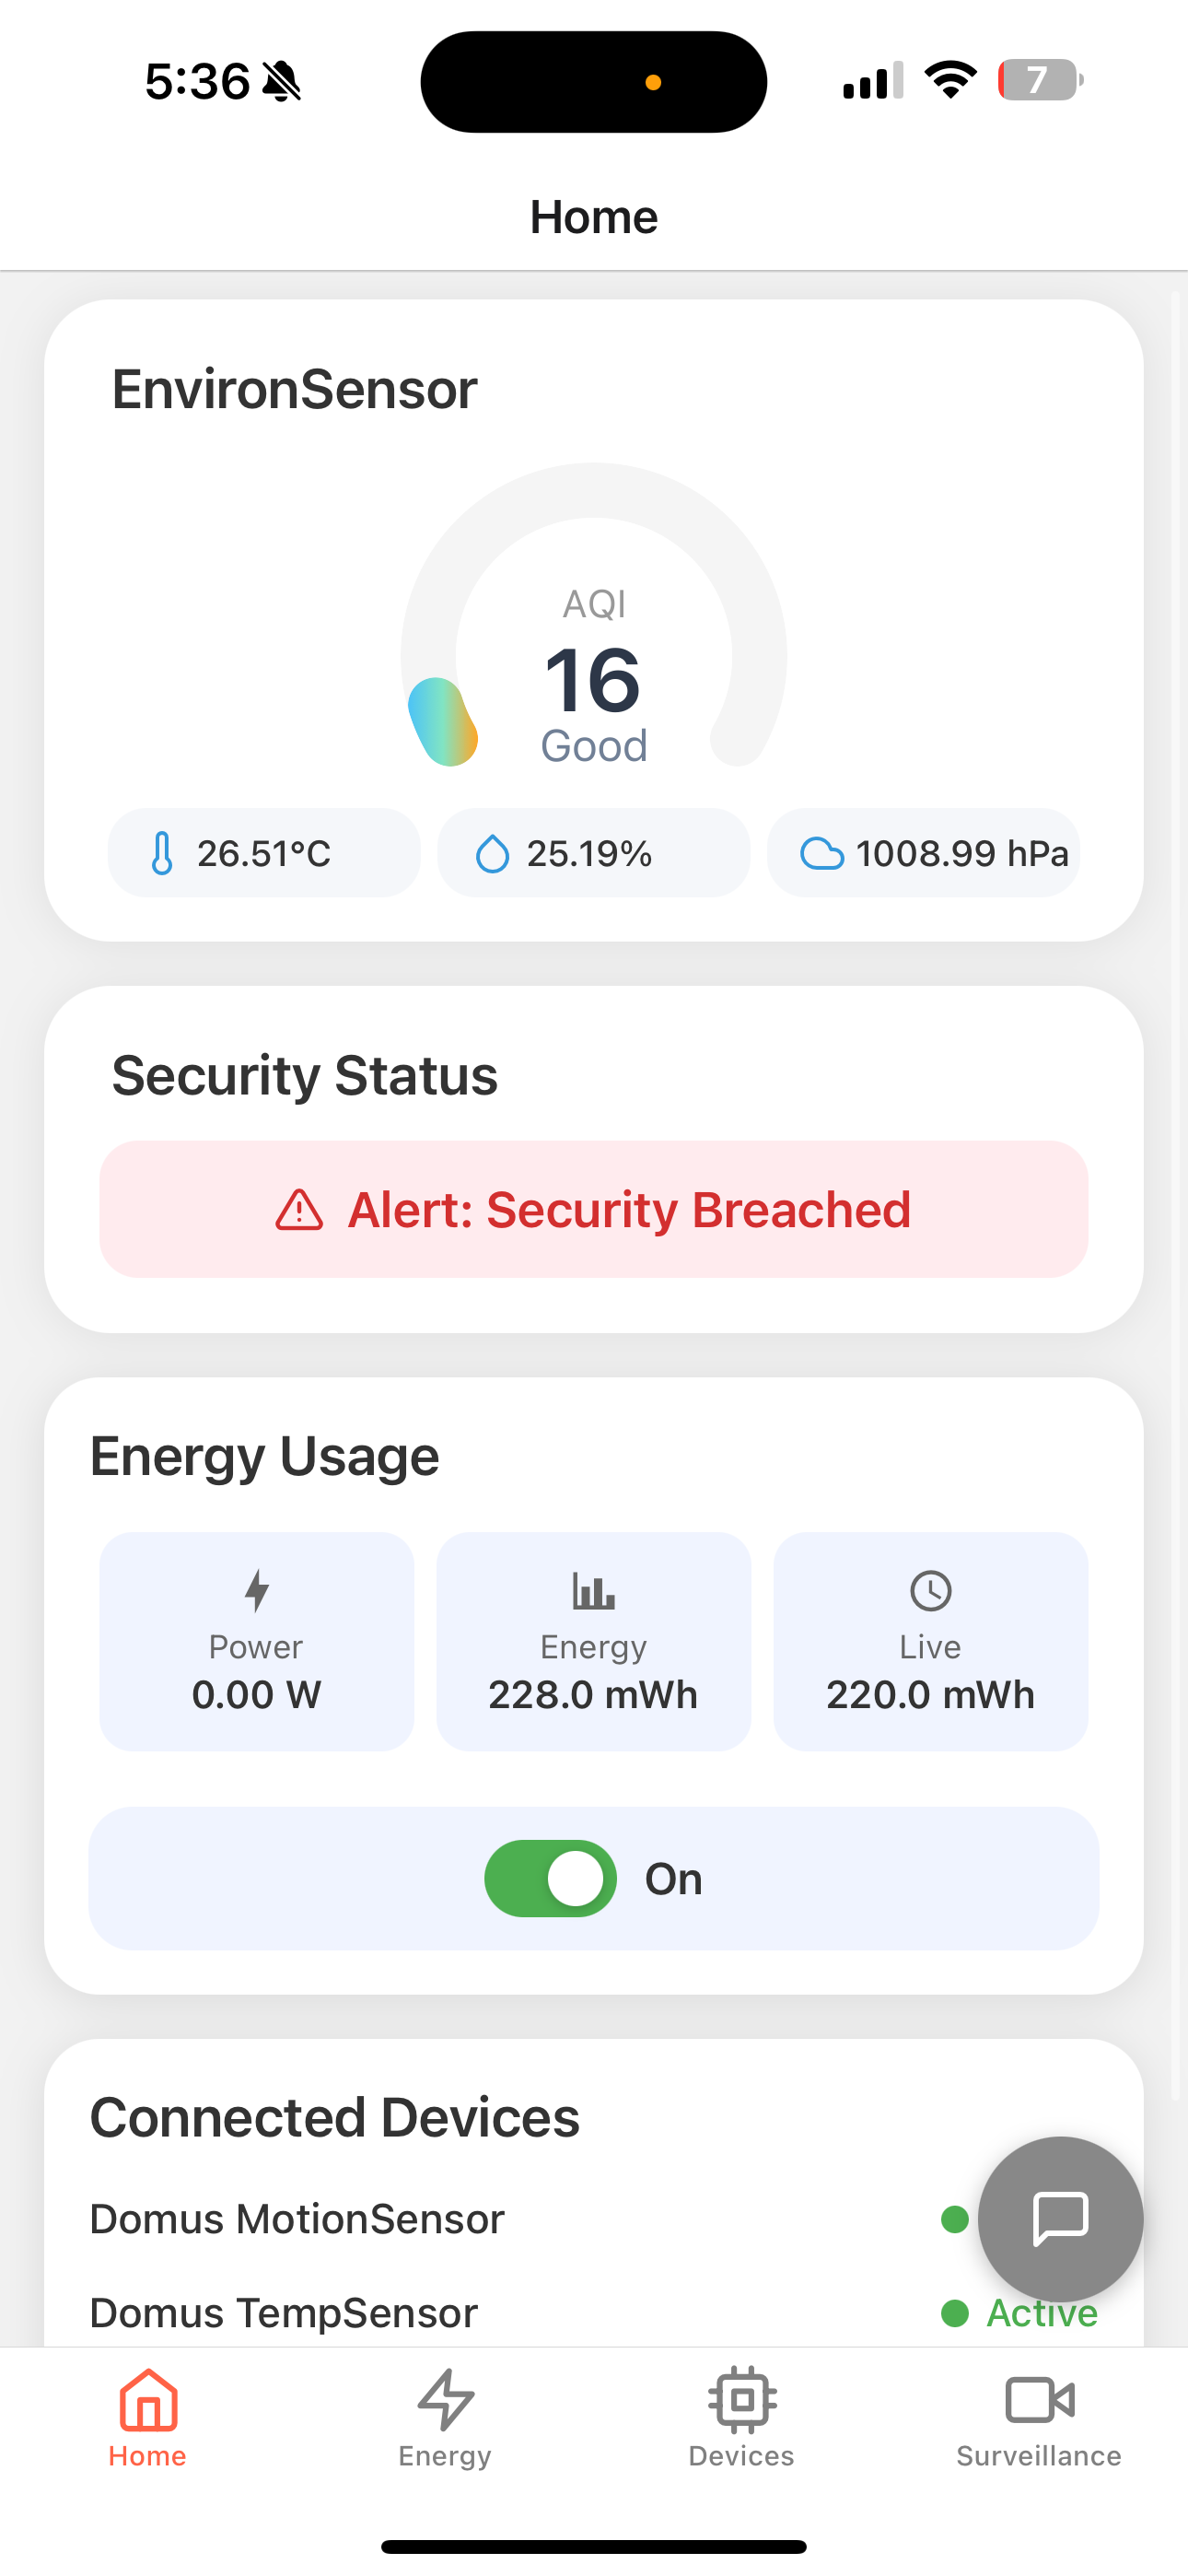 5:36
7
Home
EnvironSensor
AQI
16
Good
26.51°C 25.19% 1008.99 hPa
Security Status
Alert: Security Breached
Energy Usage
Power Energy Live
0.00 W 228.0 mWh 220.0 mWh
On
Connected Devices
Domus MotionSensor
Domus TempSensor Active
Home Energy Devices Surveillance